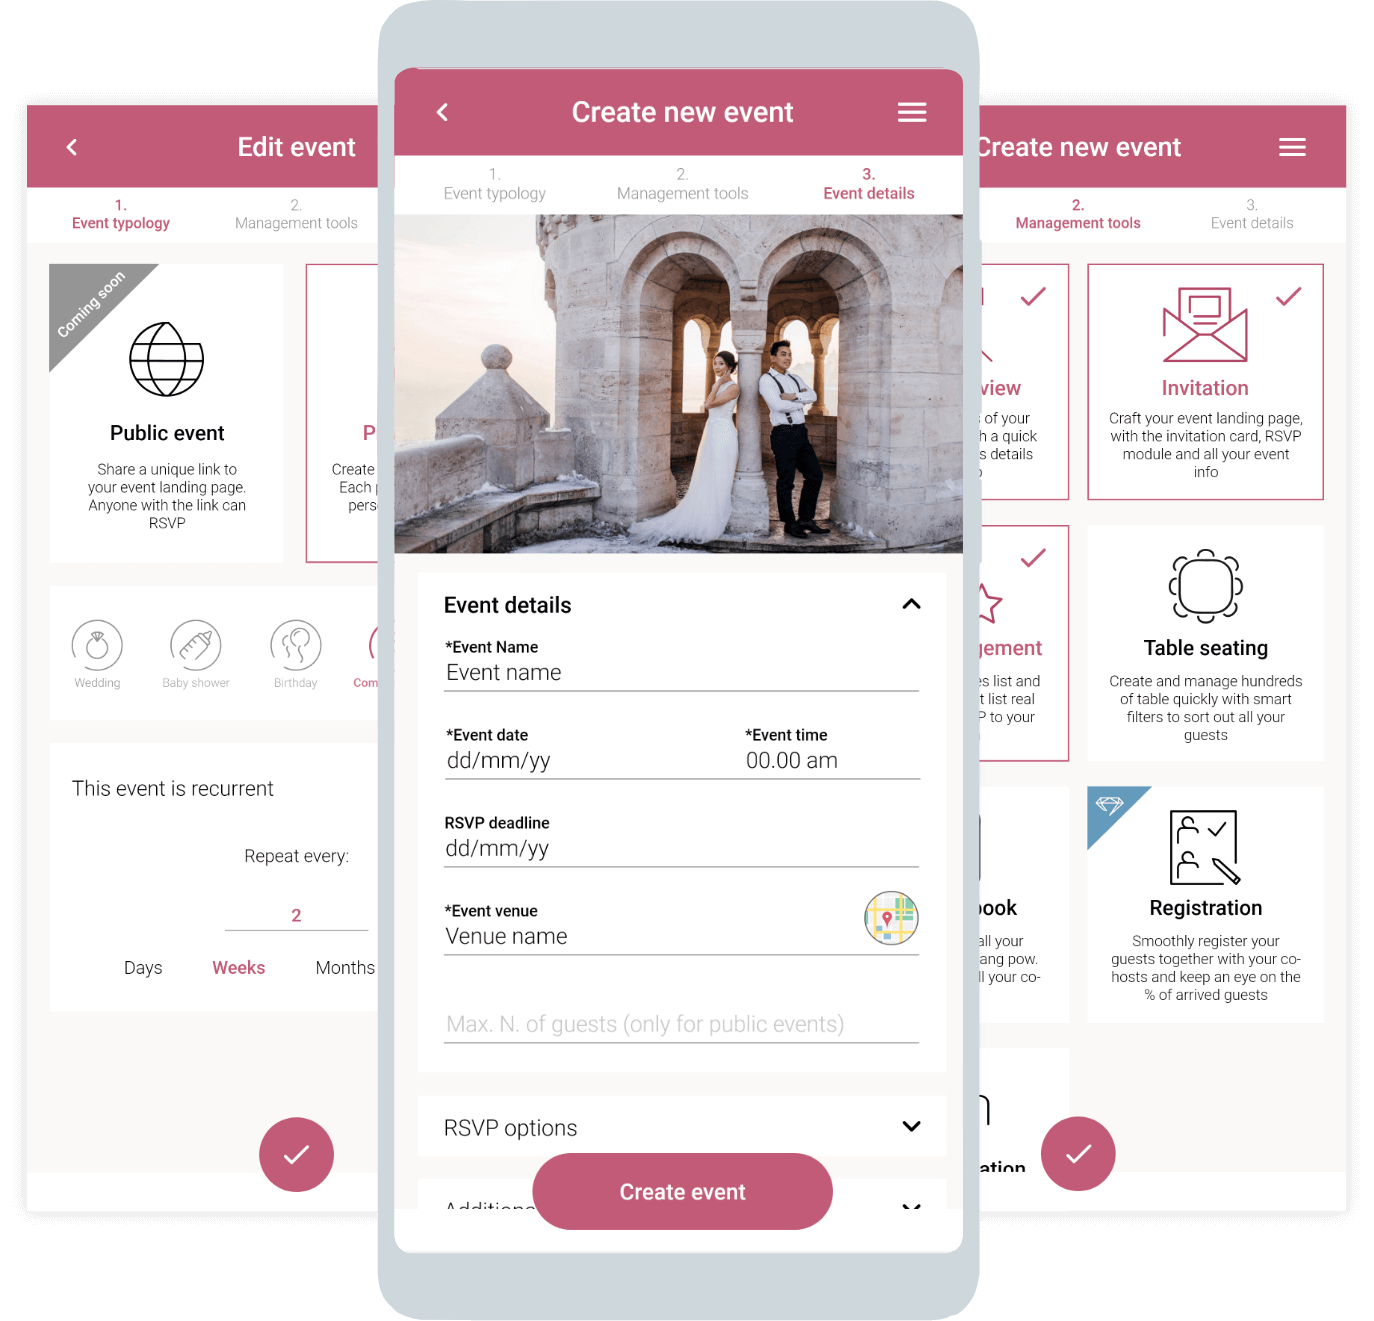 Edit event
1.
Event typology
2.
Management tools
Coming soon
Public event
Share a unique link to
your event landing page.
Anyone with the link can
RSVP
P
Create
Each
Wedding
Baby shower
Birthday
Com
This event is recurrent
Repeat every:
2
Days
Weeks
Months
Create new event
1.
Event typology
2.
Management tools
3.
Event details
Event details
*Event Name
Event name
*Event date
dd/mm/yy
*Event time
00.00 am
RSVP deadline
dd/mm/yy
*Event venue
Venue name
Max. N. of guests (only for public events)
RSVP options
Create event
Create new event
2.
Management tools
3.
Event details
view
of your
h a quick
s details
Invitation
Craft your event landing page,
with the invitation card, RSVP
module and all your event
info
gement
es list and
t list real
P to your
Table seating
Create and manage hundreds
of table quickly with smart
filters to sort out all your
guests
book
all your
ang pow.
ll your co-
Registration
Smoothly register your
guests together with your co-
hosts and keep an eye on the
% of arrived guests
ation